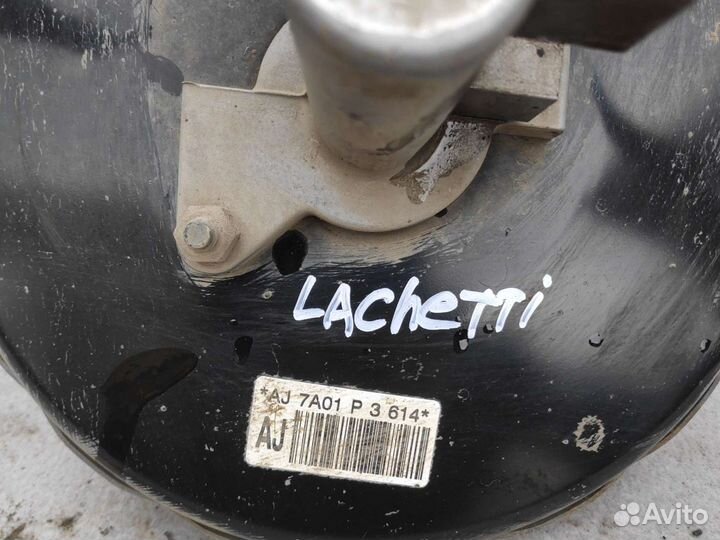 LACheTTi
*AJ 7A01 P 3 614*
AJ
Avito